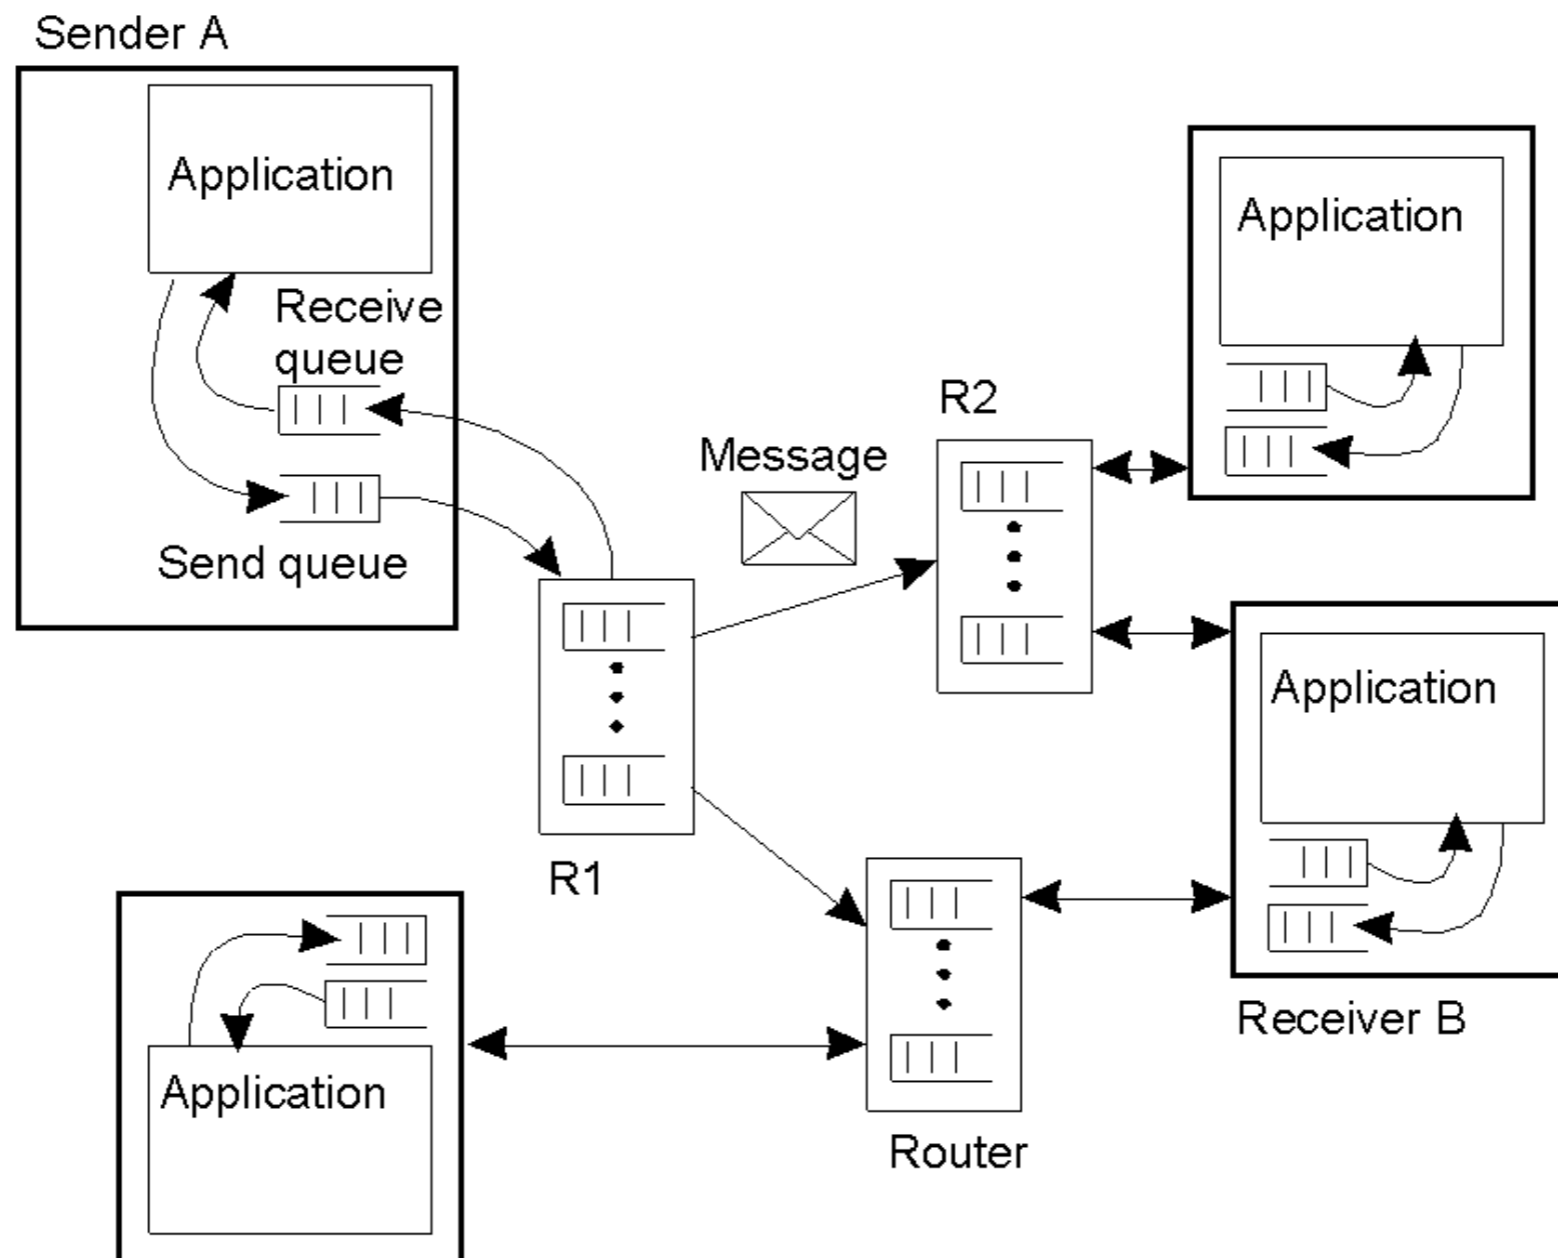 Sender A
Application
Receive
queue
Send queue
Application
R2
Message
R1
Application
Receiver B
Application
Router